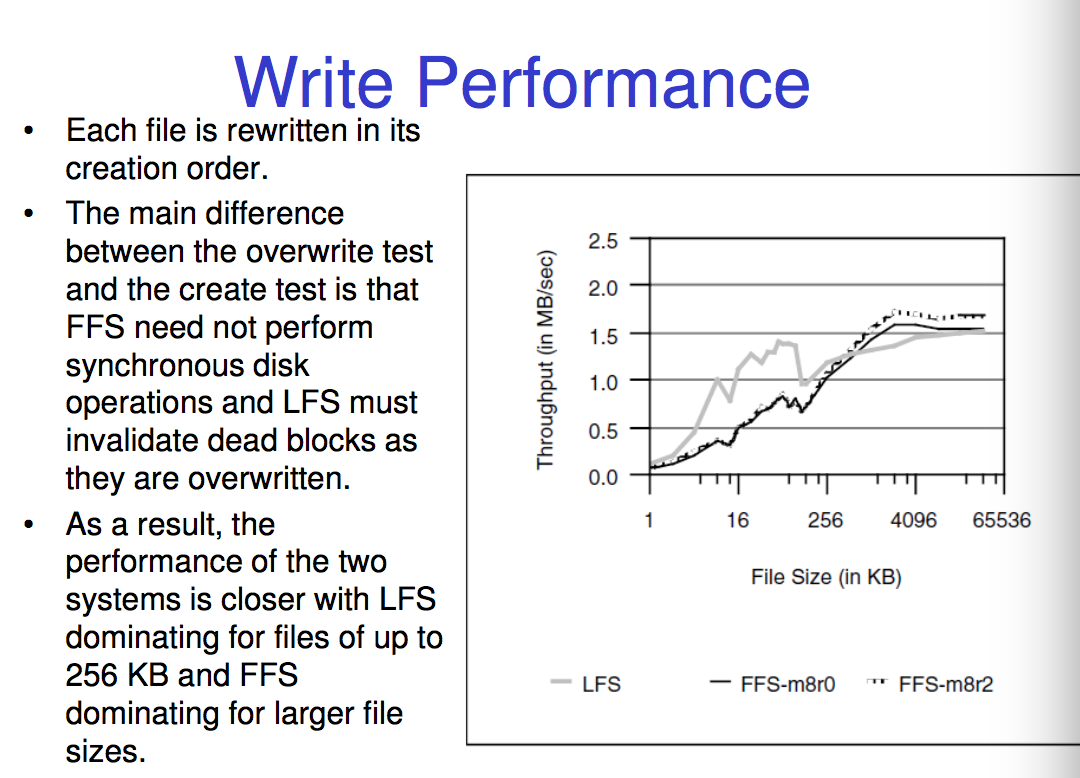 Write Performance
• Each file is rewritten in its
creation order.
• The main difference
between the overwrite test
and the create test is that
FFS need not perform
synchronous disk
operations and LFS must
invalidate dead blocks as
they are overwritten.
• As a result, the
performance of the two
systems is closer with LFS
dominating for files of up to
256 KB and FFS
dominating for larger file
sizes.
Throughput (in MB/sec)
2.5
2.0
1.5
1.0
0.5
0.0
1 16 256 4096 65536
File Size (in KB)
LFS FFS-m8r0 FFS-m8r2